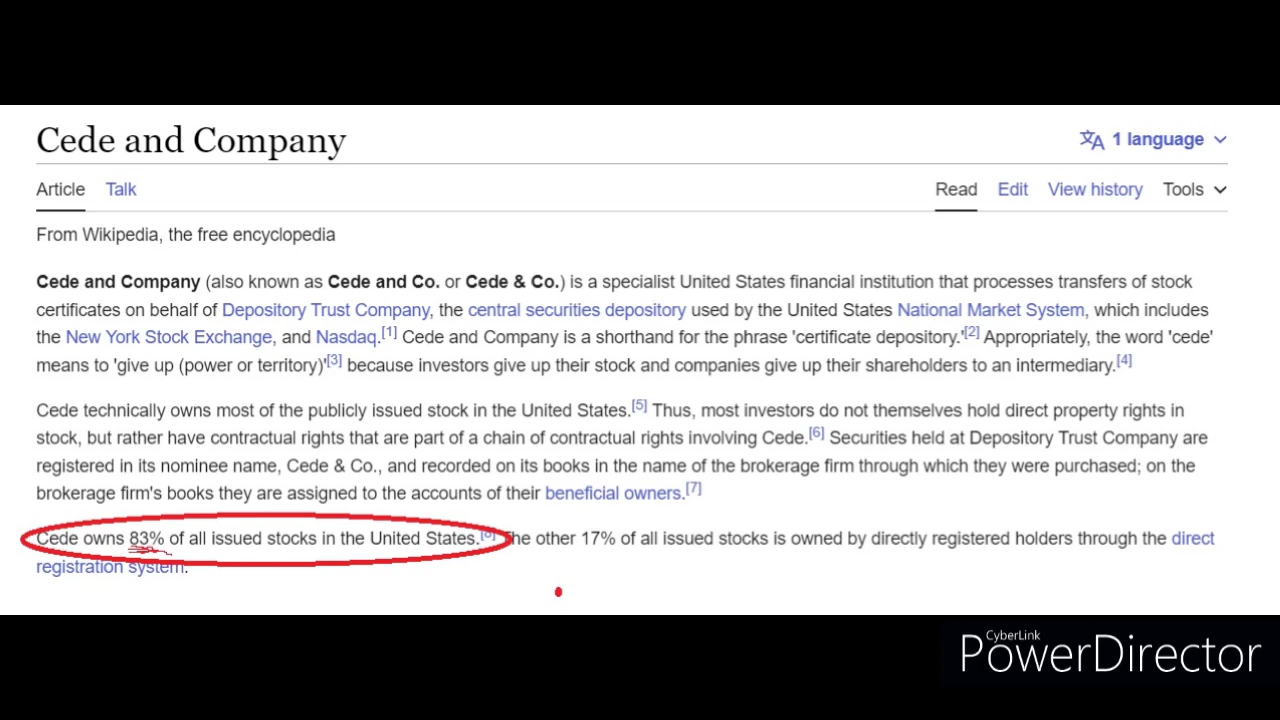 Cede and Company
1 language
Article Talk Read Edit View history Tools
From Wikipedia, the free encyclopedia
Cede and Company (also known as Cede and Co. or Cede & Co.) is a specialist United States financial institution that processes transfers of stock
certificates on behalf of Depository Trust Company, the central securities depository used by the United States National Market System, which includes
the New York Stock Exchange, and Nasdaq.[1] Cede and Company is a shorthand for the phrase 'certificate depository.'[2] Appropriately, the word 'cede'
means to 'give up (power or territory)'[3] because investors give up their stock and companies give up their shareholders to an intermediary.[4]
Cede technically owns most of the publicly issued stock in the United States.[5] Thus, most investors do not themselves hold direct property rights in
stock, but rather have contractual rights that are part of a chain of contractual rights involving Cede.[6] Securities held at Depository Trust Company are
registered in its nominee name, Cede & Co., and recorded on its books in the name of the brokerage firm through which they were purchased; on the
brokerage firm's books they are assigned to the accounts of their beneficial owners.[7]
Cede owns 83% of all issued stocks in the United States. The other 17% of all issued stocks is owned by directly registered holders through the direct
registration system.
CyberLink
PowerDirector